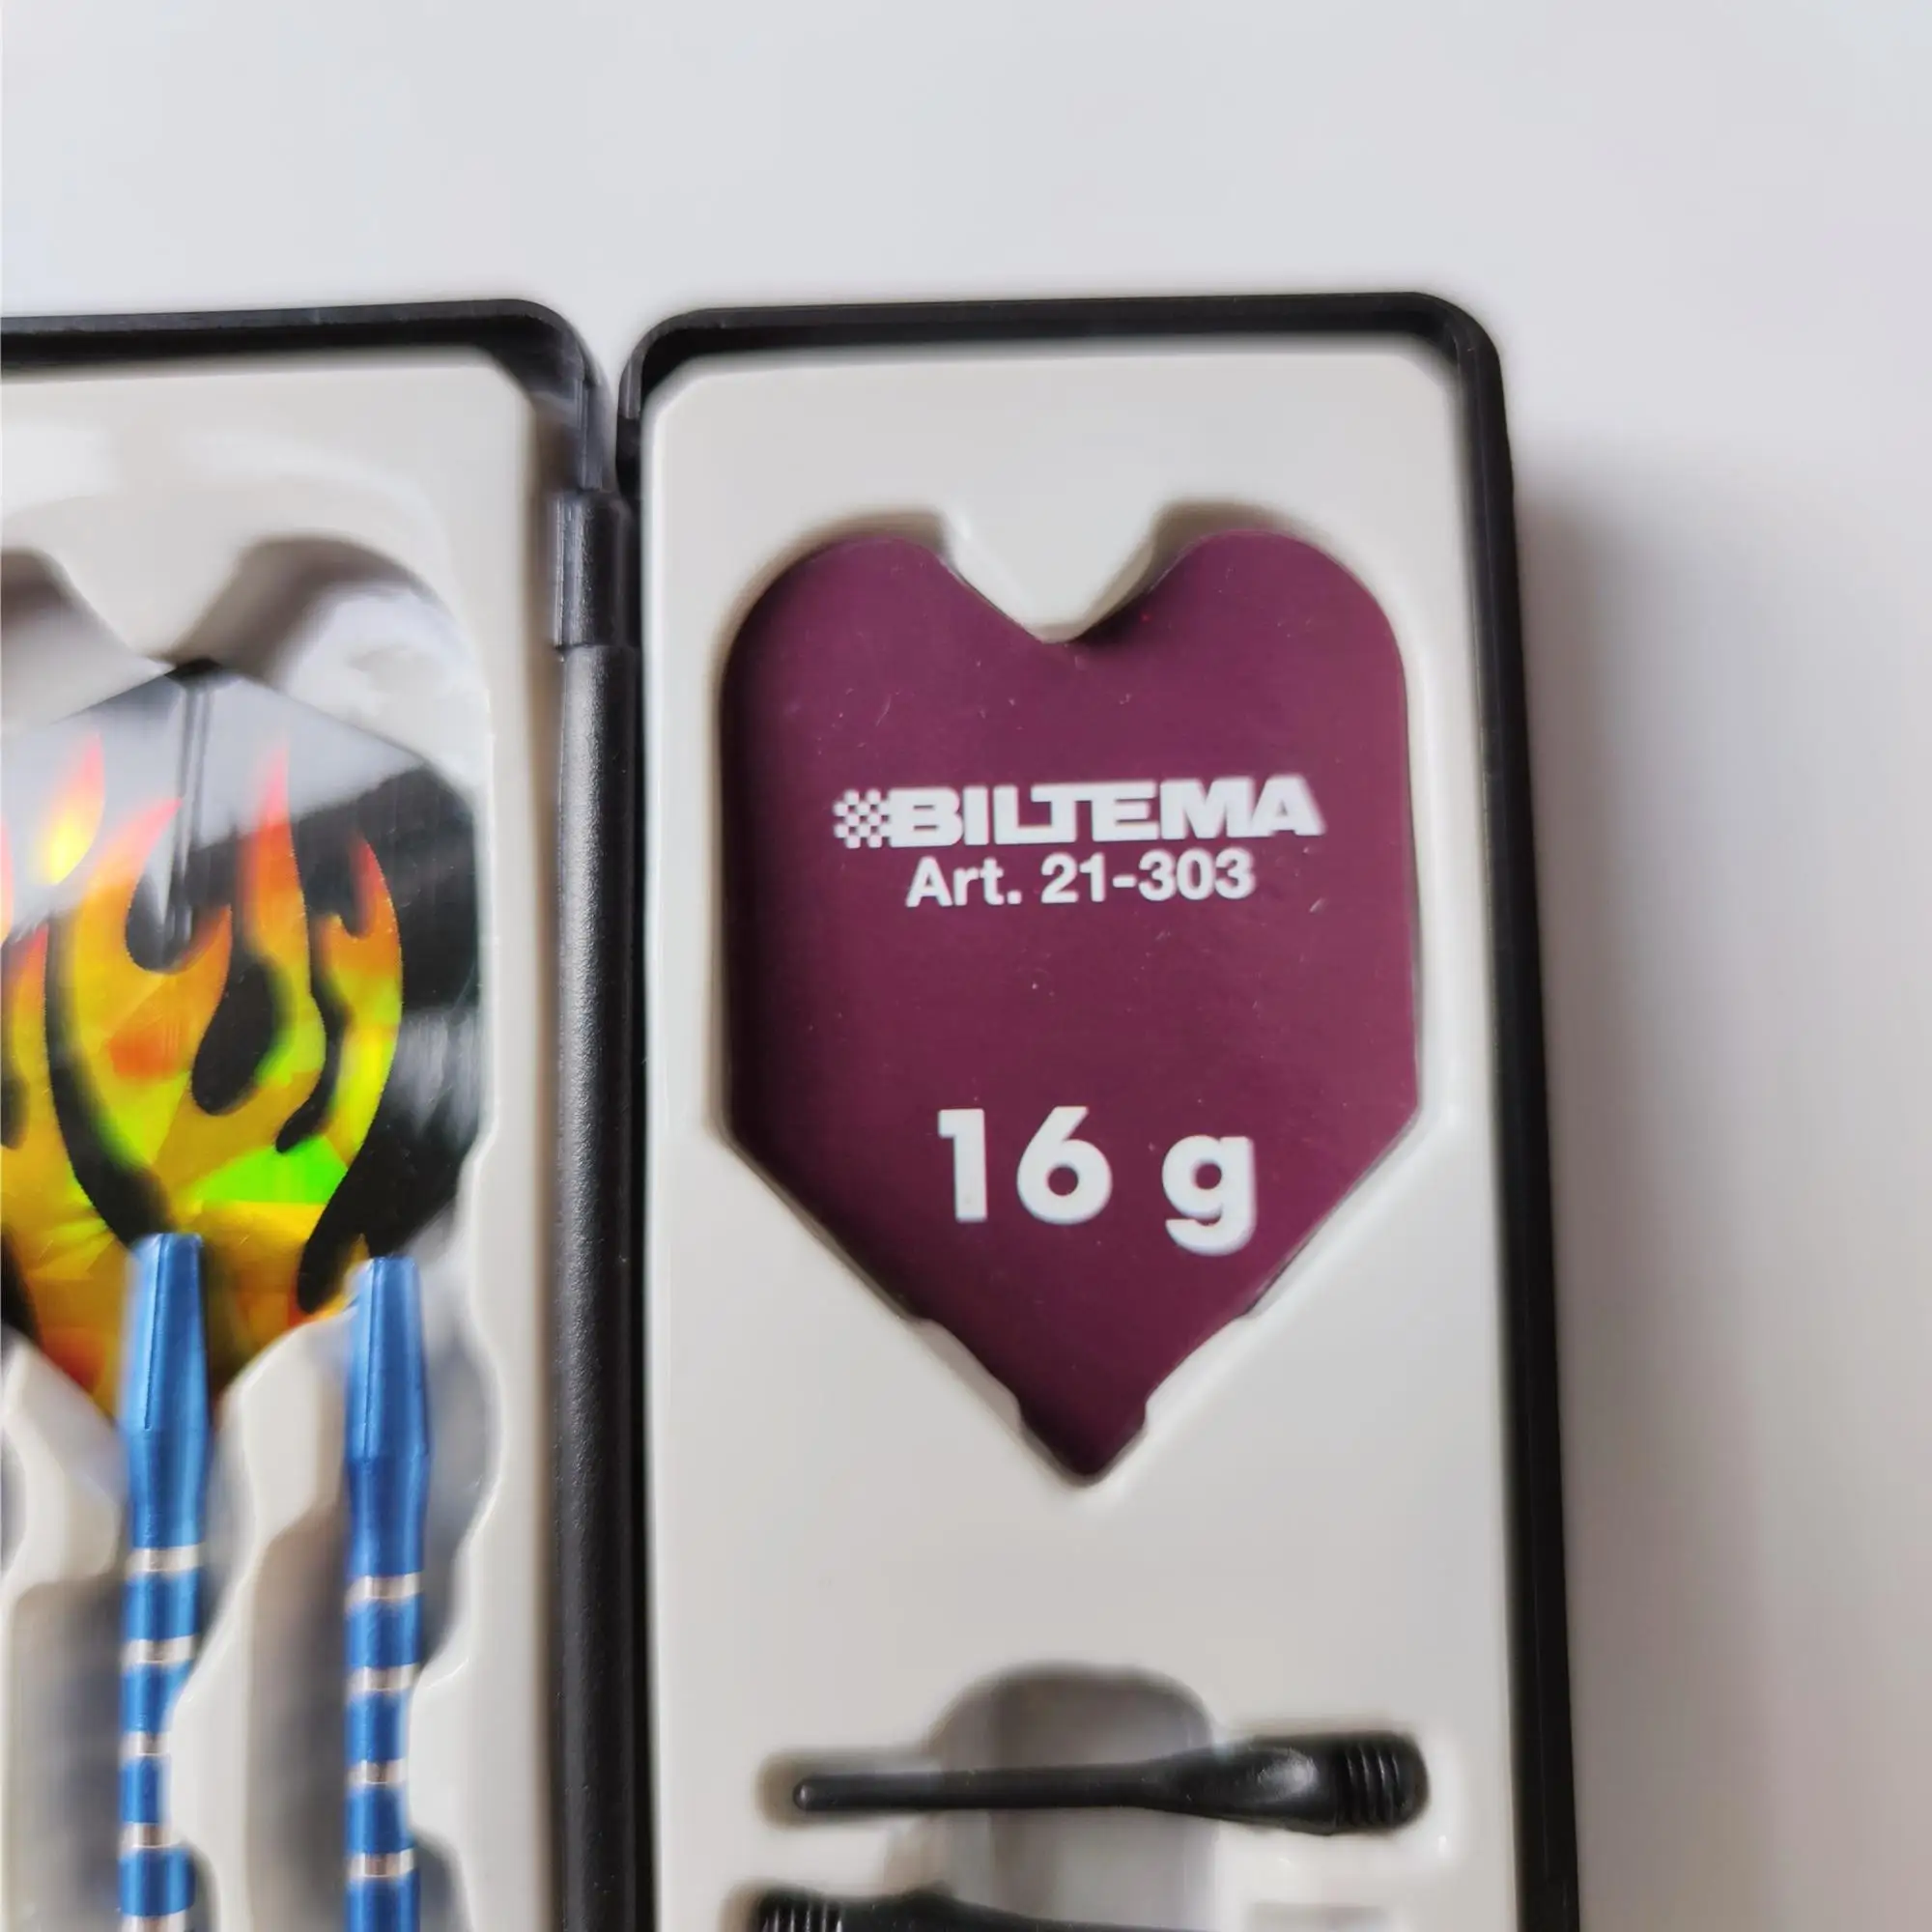 BILTEMA
Art. 21-303
16 g